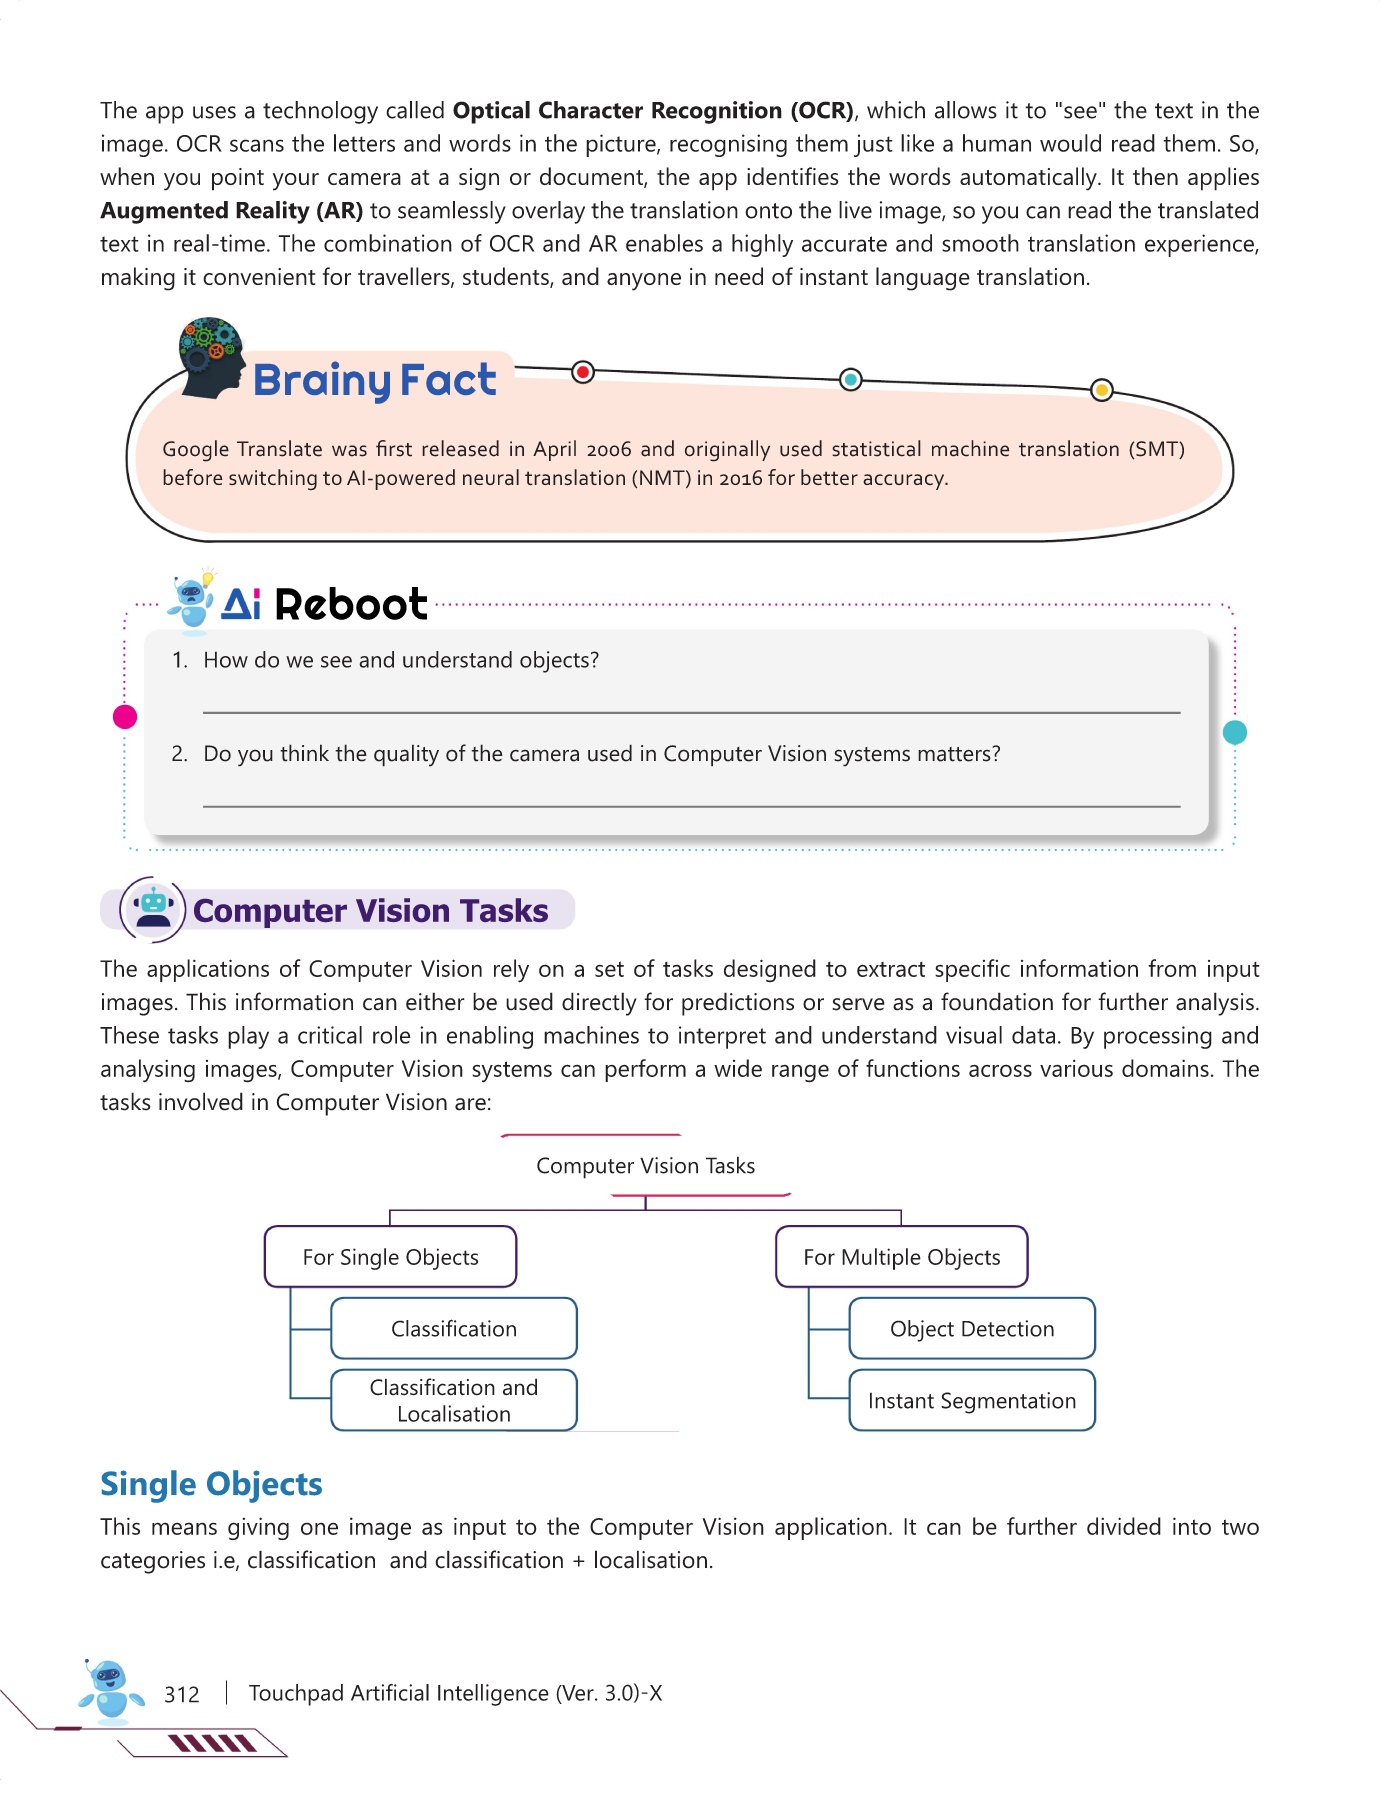 The app uses a technology called Optical Character Recognition (OCR), which allows it to "see" the text in the
image. OCR scans the letters and words in the picture, recognising them just like a human would read them. So,
when you point your camera at a sign or document, the app identifies the words automatically. It then applies
Augmented Reality (AR) to seamlessly overlay the translation onto the live image, so you can read the translated
text in real-time. The combination of OCR and AR enables a highly accurate and smooth translation experience,
making it convenient for travellers, students, and anyone in need of instant language translation.
Brainy Fact
Google Translate was first released in April 2006 and originally used statistical machine translation (SMT)
before switching to AI-powered neural translation (NMT) in 2016 for better accuracy.
Ai Reboot
1. How do we see and understand objects?
2. Do you think the quality of the camera used in Computer Vision systems matters?
Computer Vision Tasks
The applications of Computer Vision rely on a set of tasks designed to extract specific information from input
images. This information can either be used directly for predictions or serve as a foundation for further analysis.
These tasks play a critical role in enabling machines to interpret and understand visual data. By processing and
analysing images, Computer Vision systems can perform a wide range of functions across various domains. The
tasks involved in Computer Vision are:
Computer Vision Tasks
For Single Objects
For Multiple Objects
Classification
Object Detection
Classification and
Localisation
Instant Segmentation
Single Objects
This means giving one image as input to the Computer Vision application. It can be further divided into two
categories i.e, classification and classification + localisation.
312 | Touchpad Artificial Intelligence (Ver. 3.0)-X